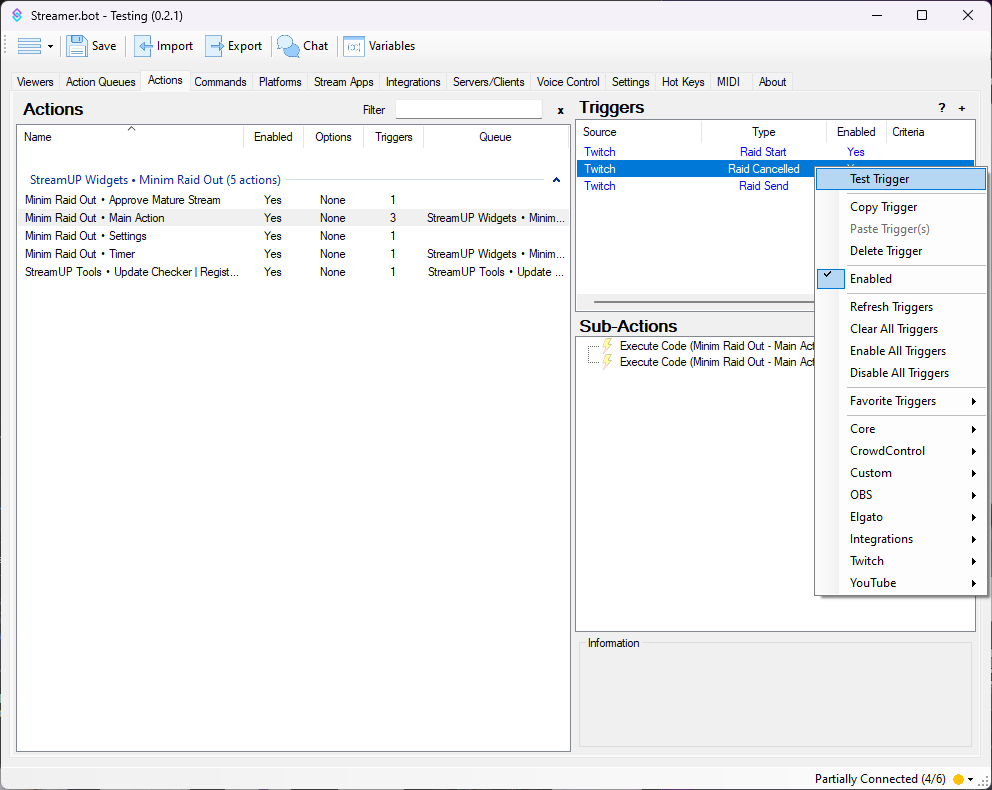 Streamer.bot - Testing (0.2.1)
Save Import Export Chat Variables
Viewers Action Queues Actions Commands Platforms Stream Apps Integrations Servers/Clients Voice Control Settings Hot Keys MIDI About
Actions Filter x
Name Enabled Options Triggers Queue
StreamUP Widgets • Minim Raid Out (5 actions)
Minim Raid Out • Approve Mature Stream Yes None 1
Minim Raid Out • Main Action Yes None 3 StreamUP Widgets • Minim...
Minim Raid Out • Settings Yes None 1
Minim Raid Out • Timer Yes None 1 StreamUP Widgets • Minim...
StreamUP Tools • Update Checker | Regist... Yes None 1 StreamUP Tools • Update ...
Triggers ? +
Source Type Enabled Criteria
Twitch Raid Start Yes
Twitch Raid Cancelled
Twitch Raid Send
Test Trigger
Copy Trigger
Paste Trigger(s)
Delete Trigger
Enabled
Refresh Triggers
Clear All Triggers
Enable All Triggers
Disable All Triggers
Favorite Triggers
Core
CrowdControl
Custom
OBS
Elgato
Integrations
Twitch
YouTube
Sub-Actions
Execute Code (Minim Raid Out - Main Act
Execute Code (Minim Raid Out - Main Act
Information
Partially Connected (4/6)